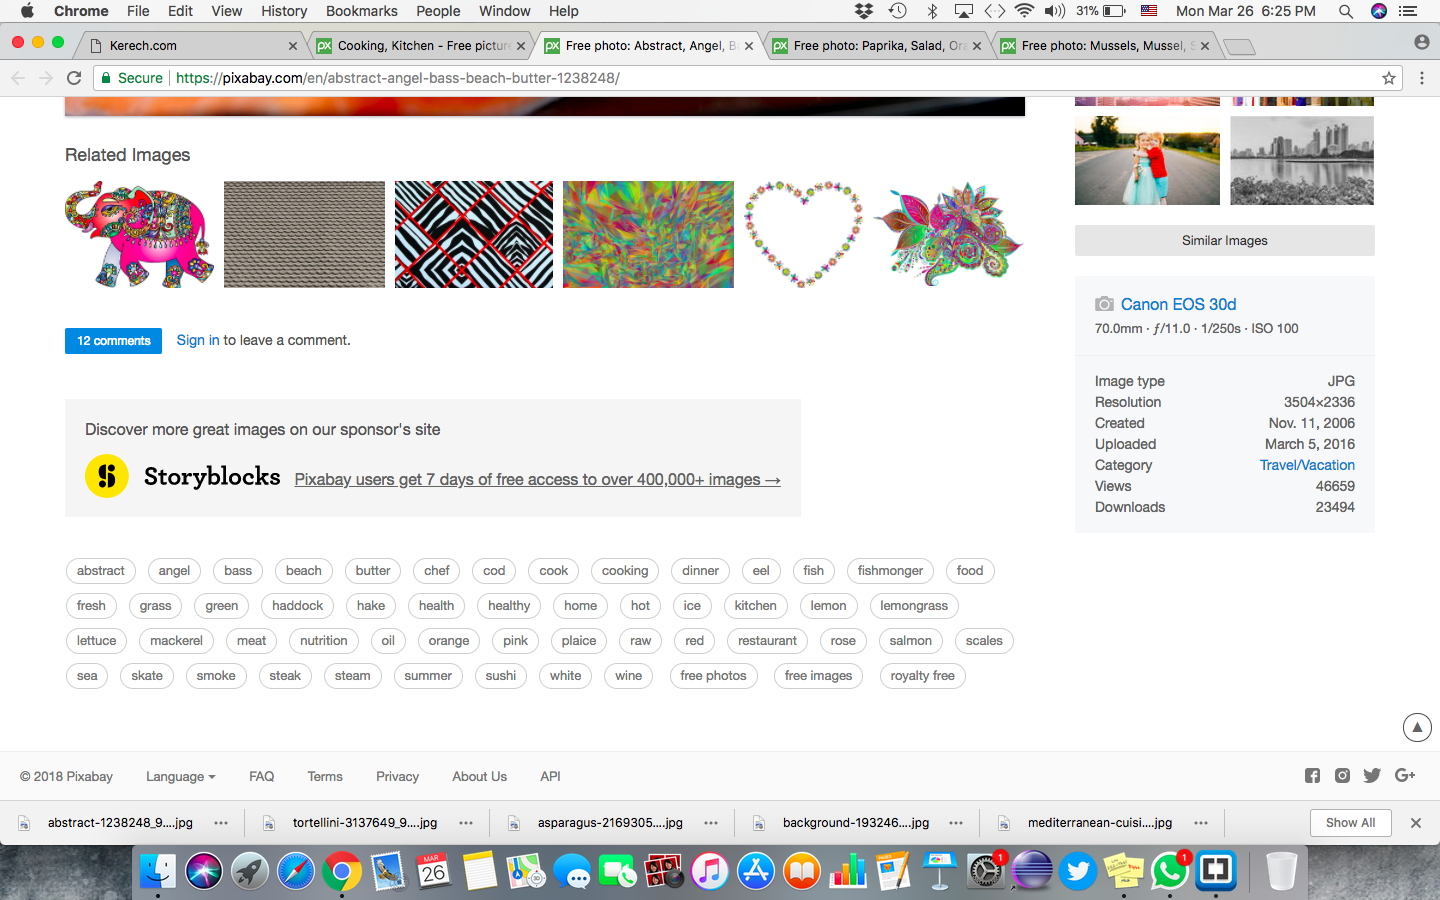 Chrome File Edit View History Bookmarks People Window Help 31% Mon Mar 26 6:25 PM
Kerech.com
Cooking, Kitchen - Free picture
Free photo: Abstract, Angel, B
Free photo: Paprika, Salad, Ora
Free photo: Mussels, Mussel, S
Secure https://pixabay.com/en/abstract-angel-bass-beach-butter-1238248/
Related Images
12 comments Sign in to leave a comment.
Discover more great images on our sponsor's site
Storyblocks Pixabay users get 7 days of free access to over 400,000+ images →
abstract angel bass beach butter chef cod cook cooking dinner eel fish fishmonger food
fresh grass green haddock hake health healthy home hot ice kitchen lemon lemongrass
lettuce mackerel meat nutrition oil orange pink plaice raw red restaurant rose salmon scales
sea skate smoke steak steam summer sushi white wine free photos free images royalty free
Similar Images
Canon EOS 30d
70.0mm · ƒ/11.0 · 1/250s · ISO 100
Image type JPG
Resolution 3504×2336
Created Nov. 11, 2006
Uploaded March 5, 2016
Category Travel/Vacation
Views 46659
Downloads 23494
© 2018 Pixabay Language FAQ Terms Privacy About Us API
abstract-1238248_9....jpg
tortellini-3137649_9....jpg
asparagus-2169305....jpg
background-193246....jpg
mediterranean-cuisi....jpg
Show All
MAR
26
1
1